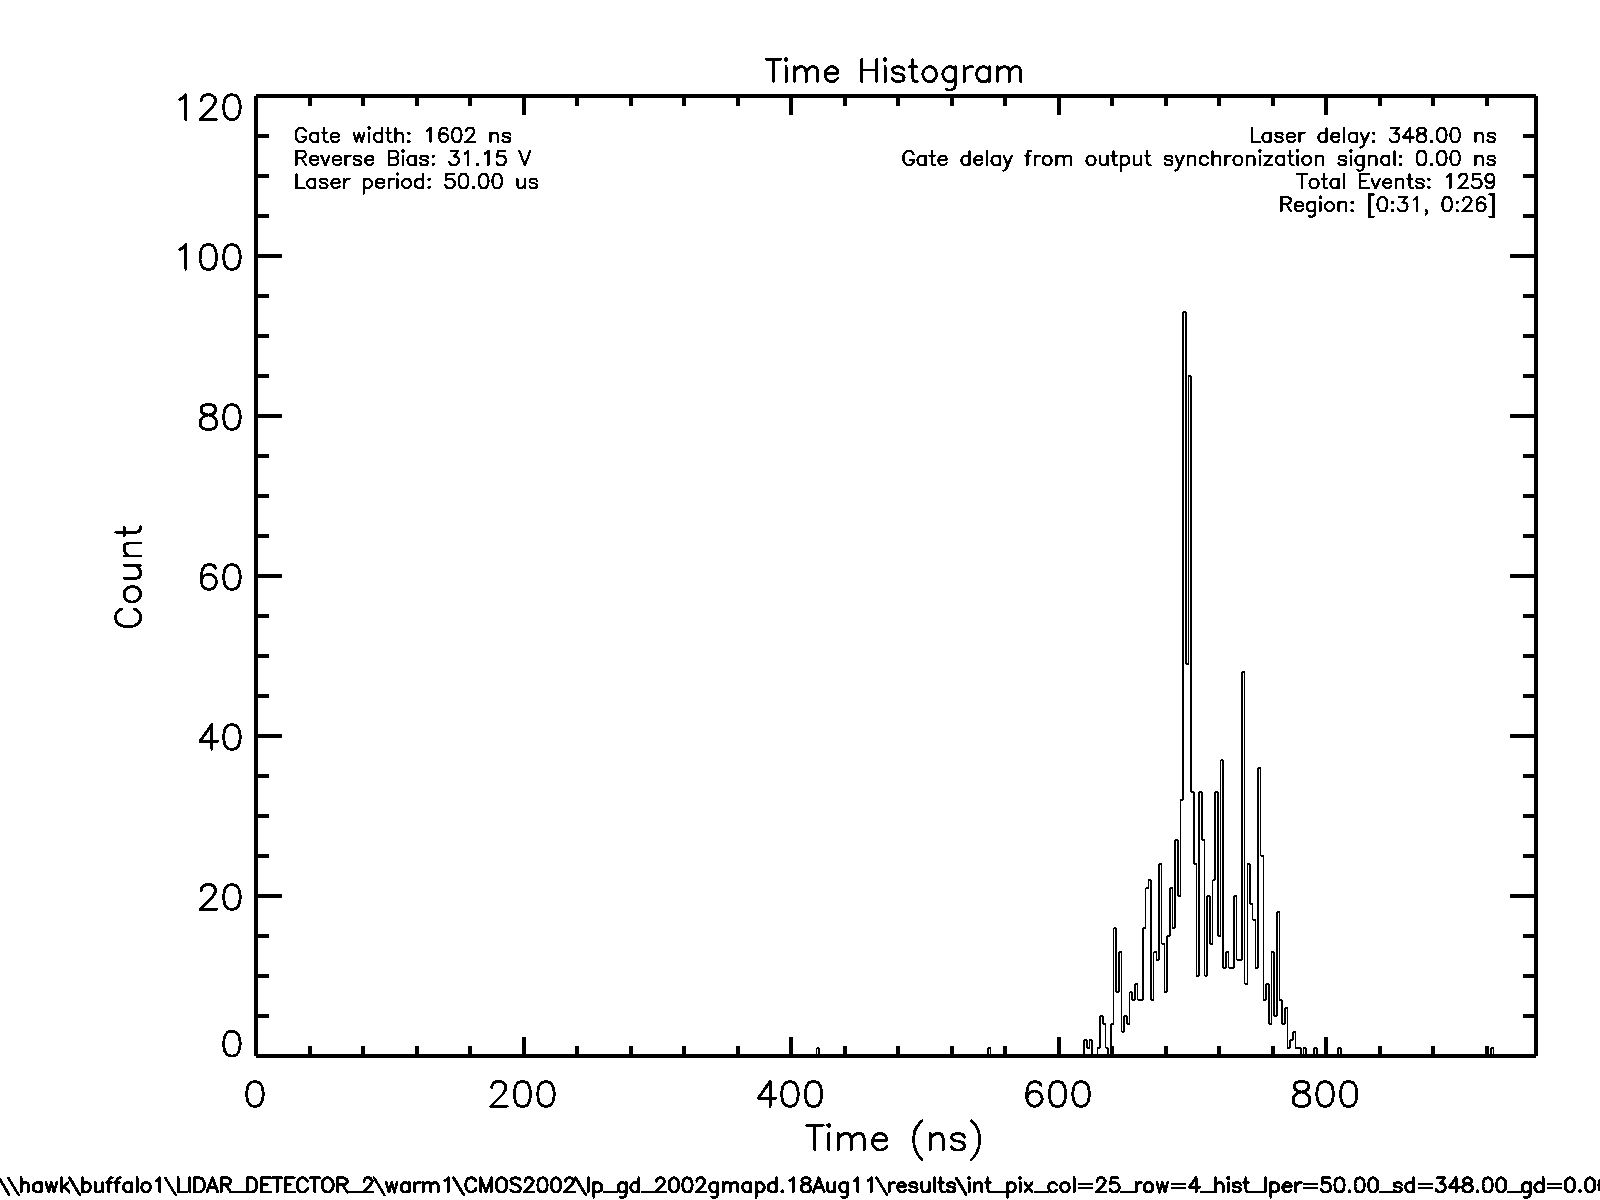 Time Histogram
Gate width: 1602 ns
Reverse Bias: 31.15 V
Laser period: 50.00 us
Laser delay: 348.00 ns
Gate delay from output synchronization signal: 0.00 ns
Total Events: 1259
Region: [0:31, 0:26]
120
100
80
60
40
20
0
Count
0 200 400 600 800
Time (ns)
\\hawk\buffalo1\LIDAR_DETECTOR_2\warm1\CMOS2002\lp_gd_2002gmapd.18Aug11\results\int_pix_col=25_row=4_hist_lper=50.00_sd=348.00_gd=0.0